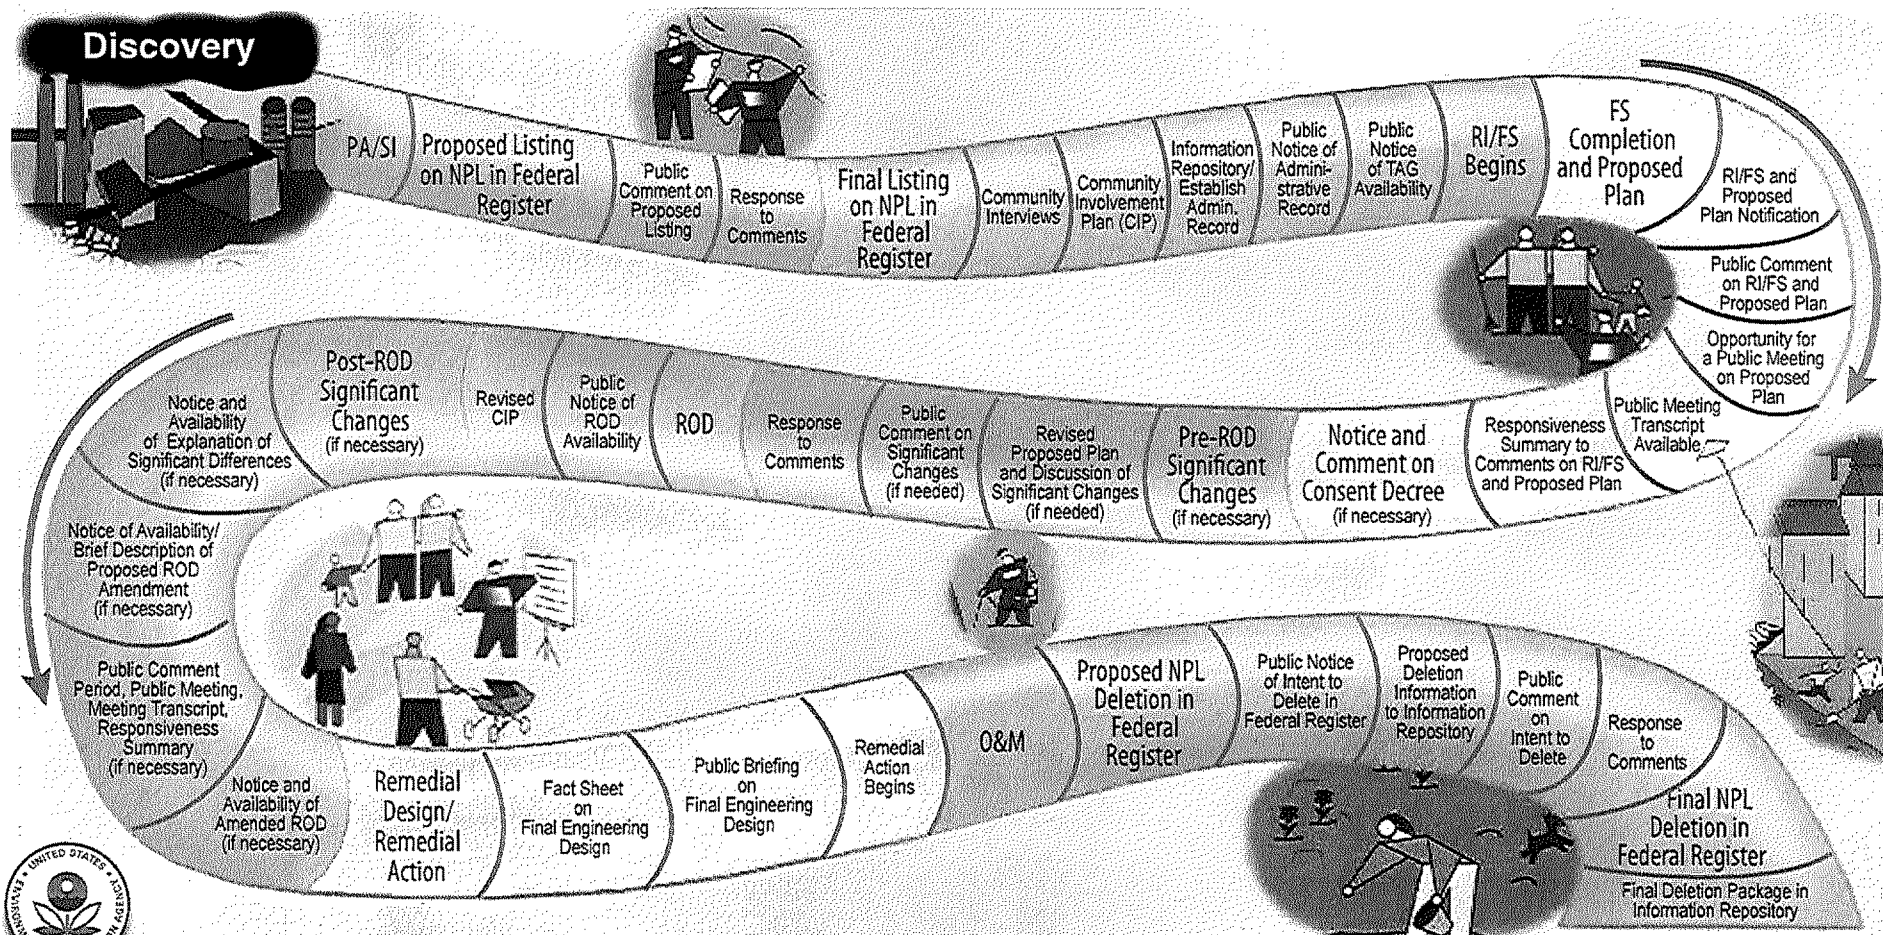 Discovery
PA/SI
Proposed Listing
on NPL in Federal
Register
Public
Comment on
Proposed
Listing
Response
to
Comments
Final Listing
on NPL in
Federal
Register
Community
Interviews
Community
Involvement
Plan (CIP)
Information
Repository/
Establish
Admin.
Record
Public
Notice of
Admini-
strative
Record
Public
Notice
of TAG
Availability
RI/FS
Begins
FS
Completion
and Proposed
Plan
RI/FS and
Proposed
Plan Notification
Public Comment
on RI/FS and
Proposed Plan
Opportunity for
a Public Meeting
on Proposed
Plan
Public Meeting
Transcript
Available
Responsiveness
Summary to
Comments on RI/FS
and Proposed Plan
Notice and
Comment on
Consent Decree
(if necessary)
Pre-ROD
Significant
Changes
(if necessary)
Revised
Proposed Plan
and Discussion of
Significant Changes
(if needed)
Public
Comment on
Significant
Changes
(if needed)
Response
to
Comments
ROD
Public
Notice of
ROD
Availability
Revised
CIP
Post-ROD
Significant
Changes
(if necessary)
Notice and
Availability
of Explanation of
Significant Differences
(if necessary)
Notice of Availability/
Brief Description of
Proposed ROD
Amendment
(if necessary)
Public Comment
Period, Public Meeting,
Meeting Transcript,
Responsiveness
Summary
(if necessary)
Notice and
Availability of
Amended ROD
(if necessary)
Remedial
Design/
Remedial
Action
Fact Sheet
on
Final Engineering
Design
Public Briefing
on
Final Engineering
Design
Remedial
Action
Begins
O&M
Proposed NPL
Deletion in
Federal
Register
Public Notice
of Intent to
Delete in
Federal Register
Proposed
Deletion
Information
to Information
Repository
Public
Comment
on
Intent to
Delete
Response
to
Comments
Final NPL
Deletion in
Federal Register
Final Deletion Package in
Information Repository
UNITED STATES